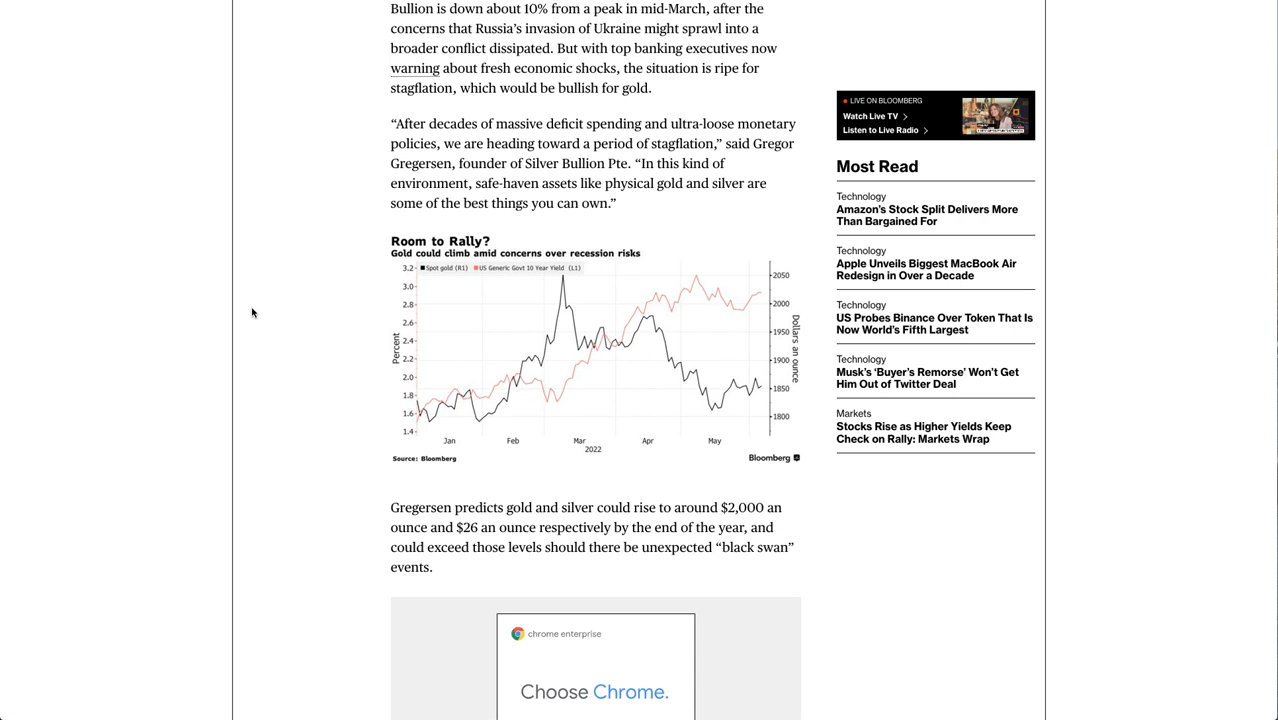 Bullion is down about 10% from a peak in mid-March, after the
concerns that Russia’s invasion of Ukraine might sprawl into a
broader conflict dissipated. But with top banking executives now
warning about fresh economic shocks, the situation is ripe for
stagflation, which would be bullish for gold.
“After decades of massive deficit spending and ultra-loose monetary
policies, we are heading toward a period of stagflation,” said Gregor
Gregersen, founder of Silver Bullion Pte. “In this kind of
environment, safe-haven assets like physical gold and silver are
some of the best things you can own.”
Room to Rally?
Gold could climb amid concerns over recession risks
Spot gold (R1) US Generic Govt 10 Year Yield (L1)
3.2
3.0
2.8
2.6
2.4
2.2
2.0
1.8
1.6
1.4
Percent
2050
2000
1950
1900
1850
1800
Dollars an ounce
Jan Feb Mar Apr May
2022
Source: Bloomberg
Bloomberg
Gregersen predicts gold and silver could rise to around $2,000 an
ounce and $26 an ounce respectively by the end of the year, and
could exceed those levels should there be unexpected “black swan”
events.
chrome enterprise
Choose Chrome.
LIVE ON BLOOMBERG
Watch Live TV
Listen to Live Radio
Most Read
Technology
Amazon’s Stock Split Delivers More
Than Bargained For
Technology
Apple Unveils Biggest MacBook Air
Redesign in Over a Decade
Technology
US Probes Binance Over Token That Is
Now World’s Fifth Largest
Technology
Musk’s ‘Buyer’s Remorse’ Won’t Get
Him Out of Twitter Deal
Markets
Stocks Rise as Higher Yields Keep
Check on Rally: Markets Wrap